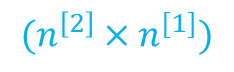 (n^[2] × n^[1])